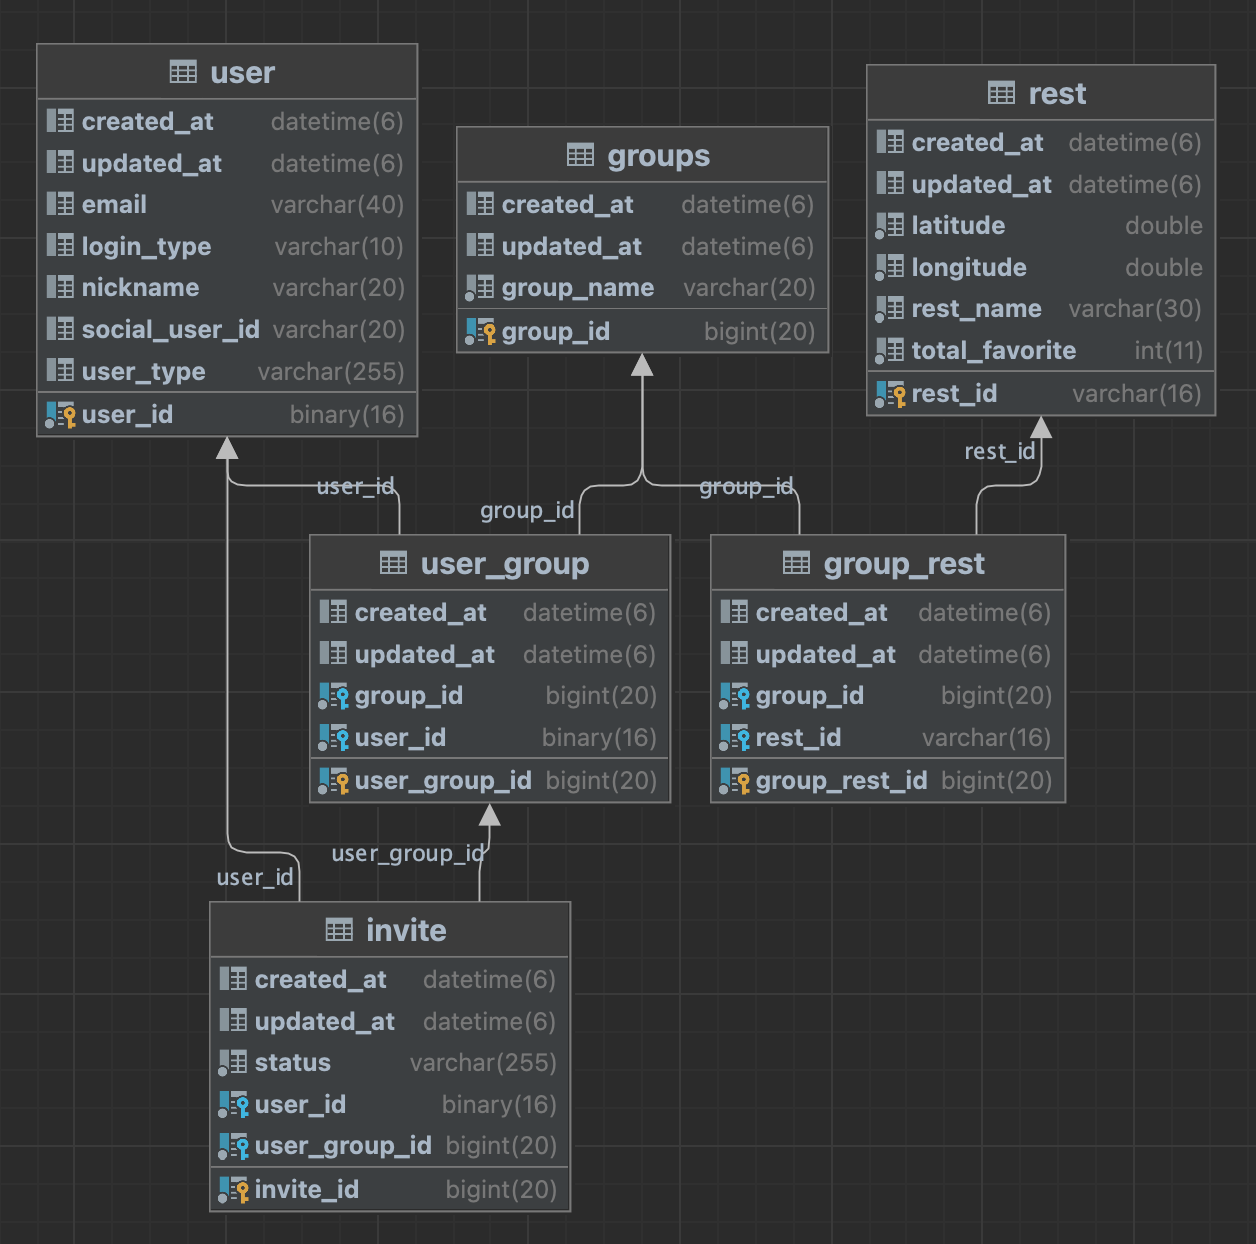 user
created_at datetime(6)
updated_at datetime(6)
email varchar(40)
login_type varchar(10)
nickname varchar(20)
social_user_id varchar(20)
user_type varchar(255)
user_id binary(16)
groups
created_at datetime(6)
updated_at datetime(6)
group_name varchar(20)
group_id bigint(20)
rest
created_at datetime(6)
updated_at datetime(6)
latitude double
longitude double
rest_name varchar(30)
total_favorite int(11)
rest_id varchar(16)
user_id
group_id
group_id
rest_id
user_group
created_at datetime(6)
updated_at datetime(6)
group_id bigint(20)
user_id binary(16)
user_group_id bigint(20)
group_rest
created_at datetime(6)
updated_at datetime(6)
group_id bigint(20)
rest_id varchar(16)
group_rest_id bigint(20)
user_group_id
user_id
invite
created_at datetime(6)
updated_at datetime(6)
status varchar(255)
user_id binary(16)
user_group_id bigint(20)
invite_id bigint(20)